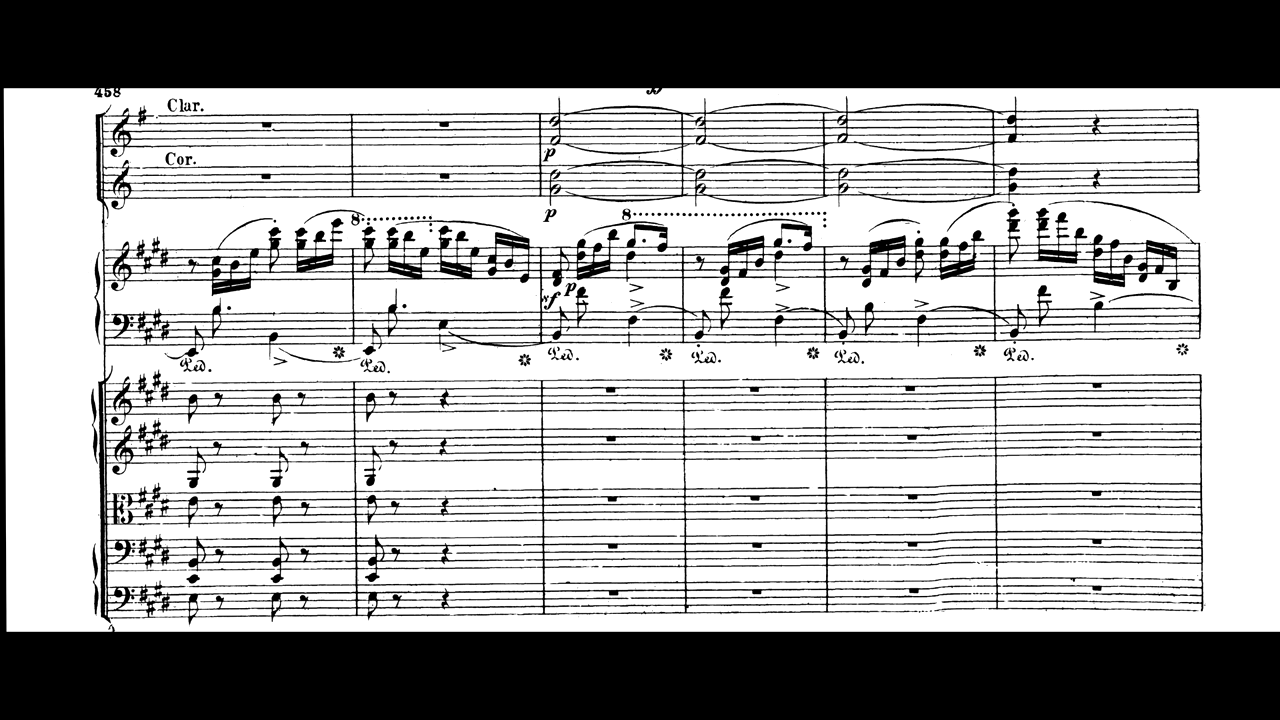 458
Clar.
Cor.
p
p
8
8
sf p
Ped. Ped. Ped. Ped. Ped. Ped.